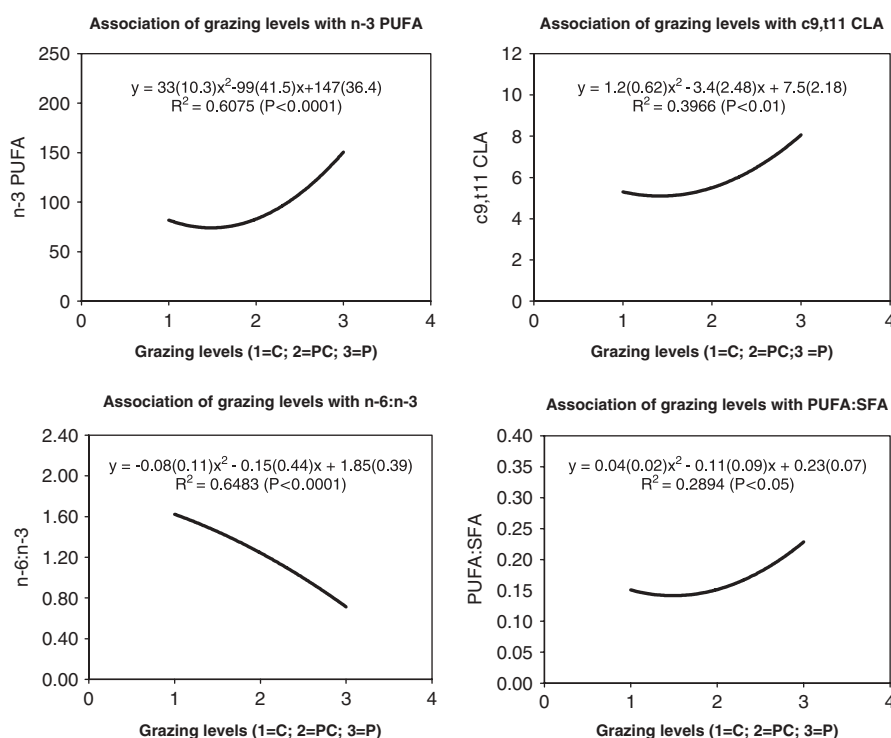 Association of grazing levels with n-3 PUFA
250
200
150
100
50
0
n-3 PUFA
y = 33(10.3)x²-99(41.5)x+147(36.4)
R² = 0.6075 (P<0.0001)
0 1 2 3 4
Grazing levels (1=C; 2=PC; 3=P)
Association of grazing levels with c9,t11 CLA
12
10
8
6
4
2
0
c9,t11 CLA
y = 1.2(0.62)x² - 3.4(2.48)x + 7.5(2.18)
R² = 0.3966 (P<0.01)
0 1 2 3 4
Grazing levels (1=C; 2=PC;3 =P)
Association of grazing levels with n-6:n-3
2.40
2.00
1.60
1.20
0.80
0.40
0.00
n-6:n-3
y = -0.08(0.11)x² - 0.15(0.44)x + 1.85(0.39)
R² = 0.6483 (P<0.0001)
0 1 2 3 4
Grazing levels (1=C; 2=PC; 3=P)
Association of grazing levels with PUFA:SFA
0.40
0.35
0.30
0.25
0.20
0.15
0.10
0.05
0.00
PUFA:SFA
y = 0.04(0.02)x² - 0.11(0.09)x + 0.23(0.07)
R² = 0.2894 (P<0.05)
0 1 2 3 4
Grazing levels (1=C; 2=PC; 3=P)